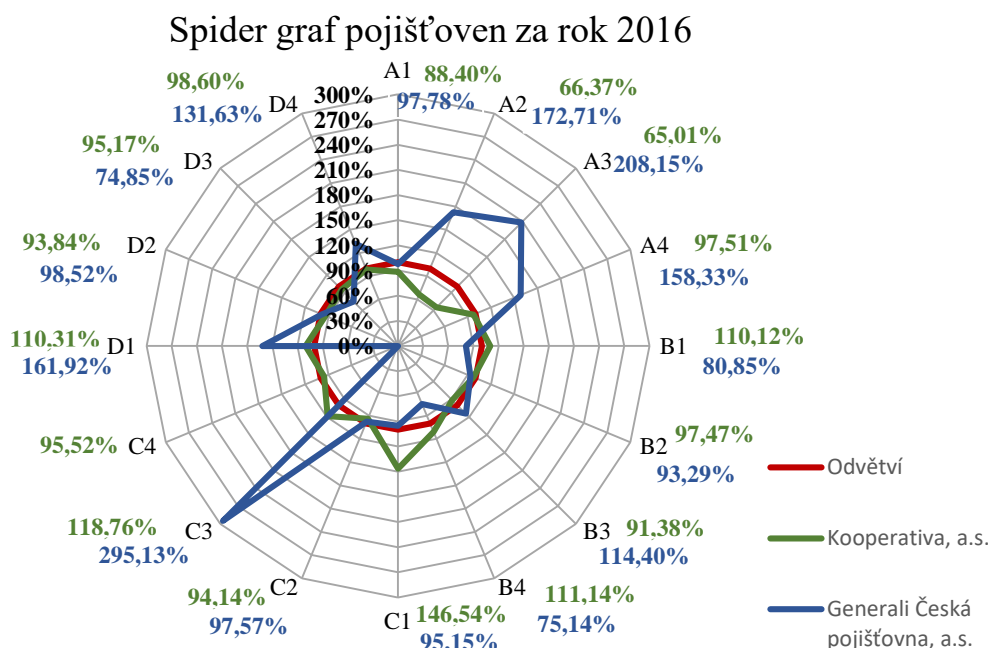 Spider graf pojišťoven za rok 2016
A1
88,40%
97,78%
A2
66,37%
172,71%
A3
65,01%
208,15%
A4
97,51%
158,33%
B1
110,12%
80,85%
B2
97,47%
93,29%
B3
91,38%
114,40%
B4
111,14%
75,14%
C1
146,54%
95,15%
C2
94,14%
97,57%
C3
118,76%
295,13%
C4
95,52%
D1
110,31%
161,92%
D2
93,84%
98,52%
D3
95,17%
74,85%
D4
98,60%
131,63%
300%
270%
240%
210%
180%
150%
120%
90%
60%
30%
0%
Odvětví
Kooperativa, a.s.
Generali Česká
pojišťovna, a.s.